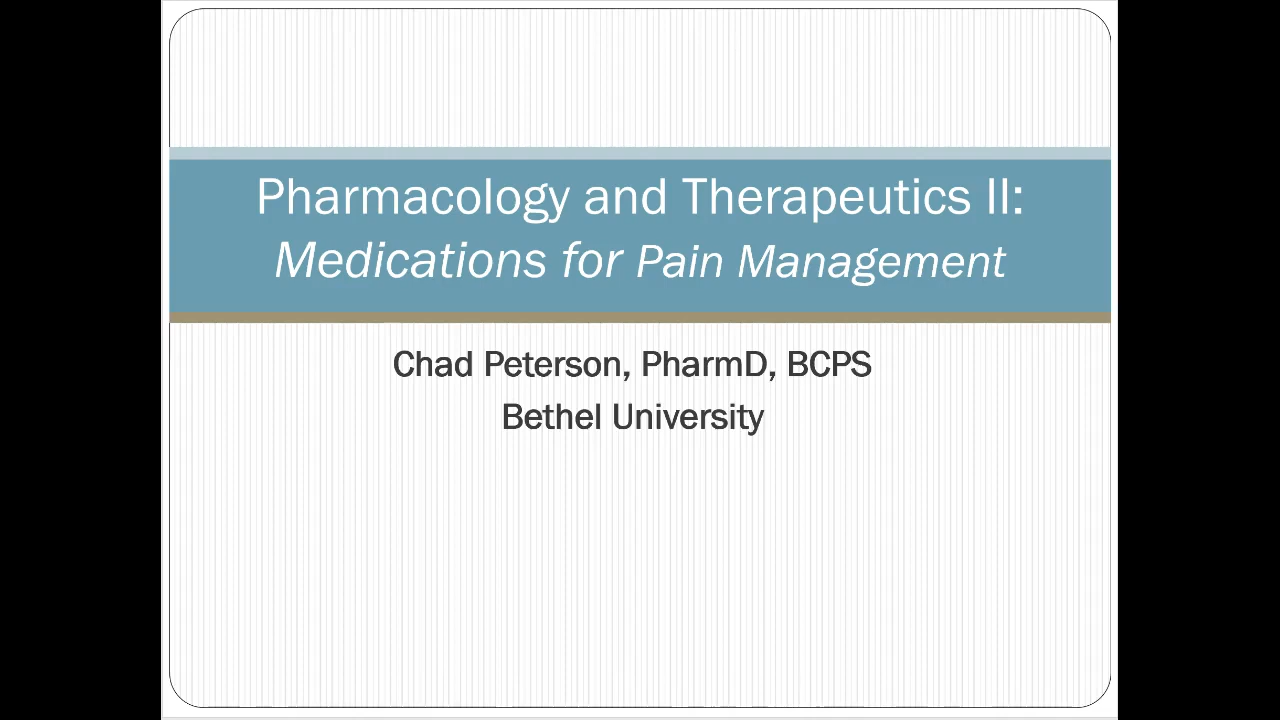 Pharmacology and Therapeutics II:
Medications for Pain Management
Chad Peterson, PharmD, BCPS
Bethel University